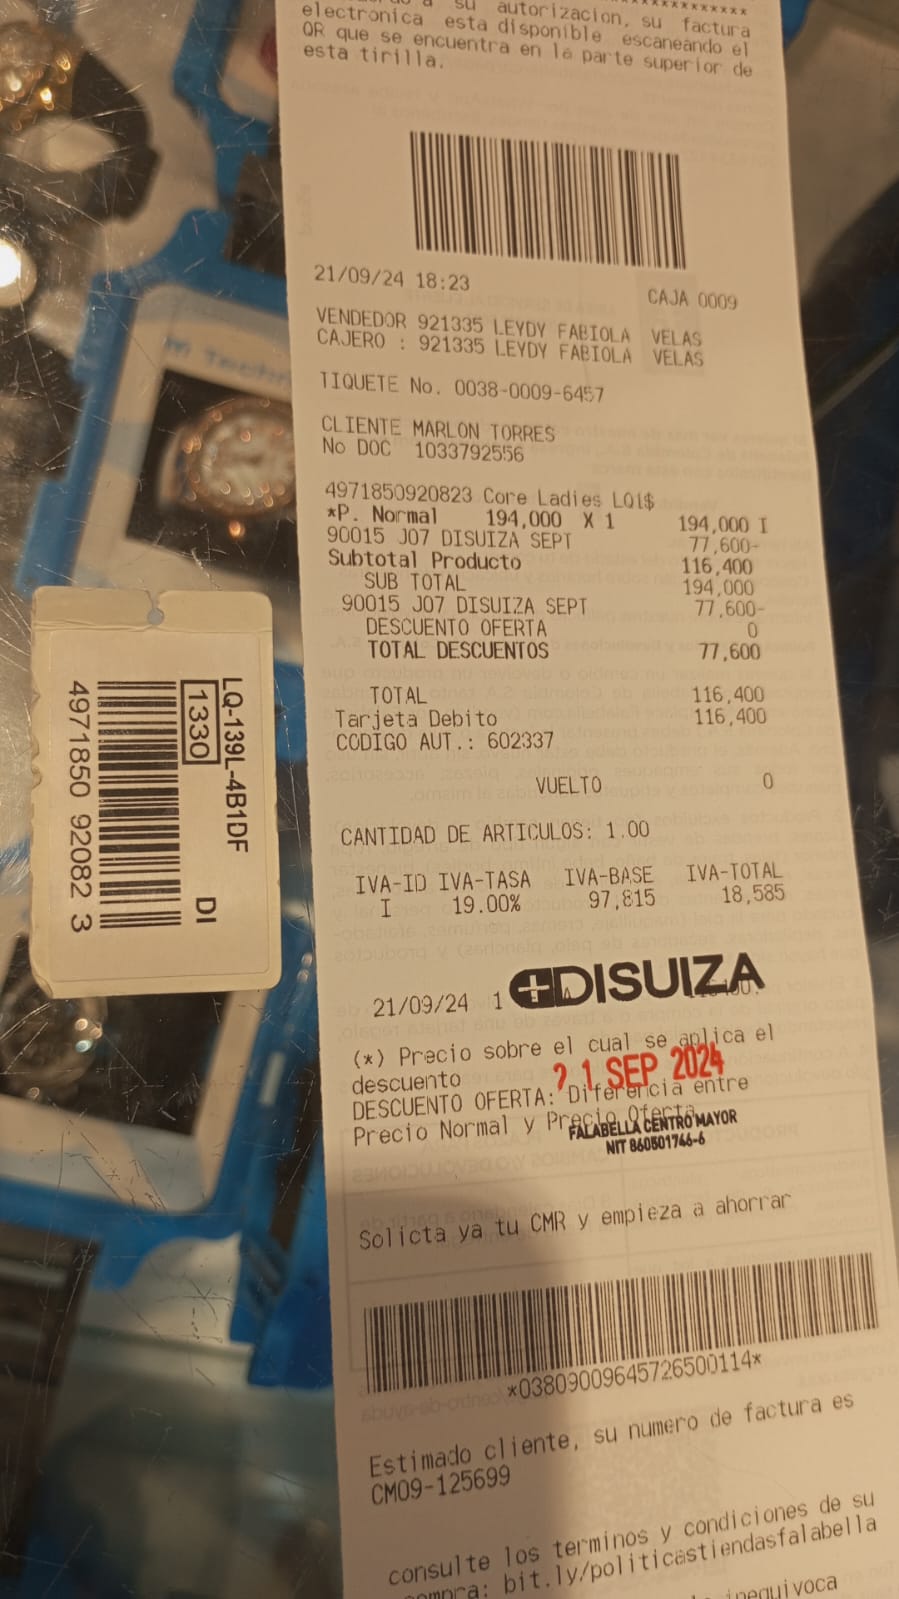 su autorizacion, su factura
electronica esta disponible escaneando el
QR que se encuentra en la parte superior de
esta tirilla.
21/09/24 18:23 CAJA 0009
VENDEDOR 921335 LEYDY FABIOLA VELAS
CAJERO : 921335 LEYDY FABIOLA VELAS
TIQUETE No. 0038-0009-6457
CLIENTE MARLON TORRES
No DOC 1033792556
4971850920823 Core Ladies LQ1$
*P. Normal 194,000 X 1 194,000 I
90015 J07 DISUIZA SEPT 77,600-
Subtotal Producto 116,400
SUB TOTAL 194,000
90015 J07 DISUIZA SEPT 77,600-
DESCUENTO OFERTA 0
TOTAL DESCUENTOS 77,600
TOTAL 116,400
Tarjeta Debito 116,400
CODIGO AUT.: 602337
VUELTO 0
CANTIDAD DE ARTICULOS: 1.00
IVA-ID IVA-TASA IVA-BASE IVA-TOTAL
I 19.00% 97,815 18,585
21/09/24 1
DISUIZA
(*) Precio sobre el cual se aplica el
descuento
21 SEP 2024
DESCUENTO OFERTA: Diferencia entre
Precio Normal y Precio Oferta
FALABELLA CENTRO MAYOR
NIT 860501746-6
Solicta ya tu CMR y empieza a ahorrar
*03809009645726500114*
Estimado cliente, su numero de factura es
CM09-125699
consulte los terminos y condiciones de su
compra: bit.ly/politicastiendasfalabella
inequivoca
LQ-139L-4B1DF
1330
DI
4971850 92082 3